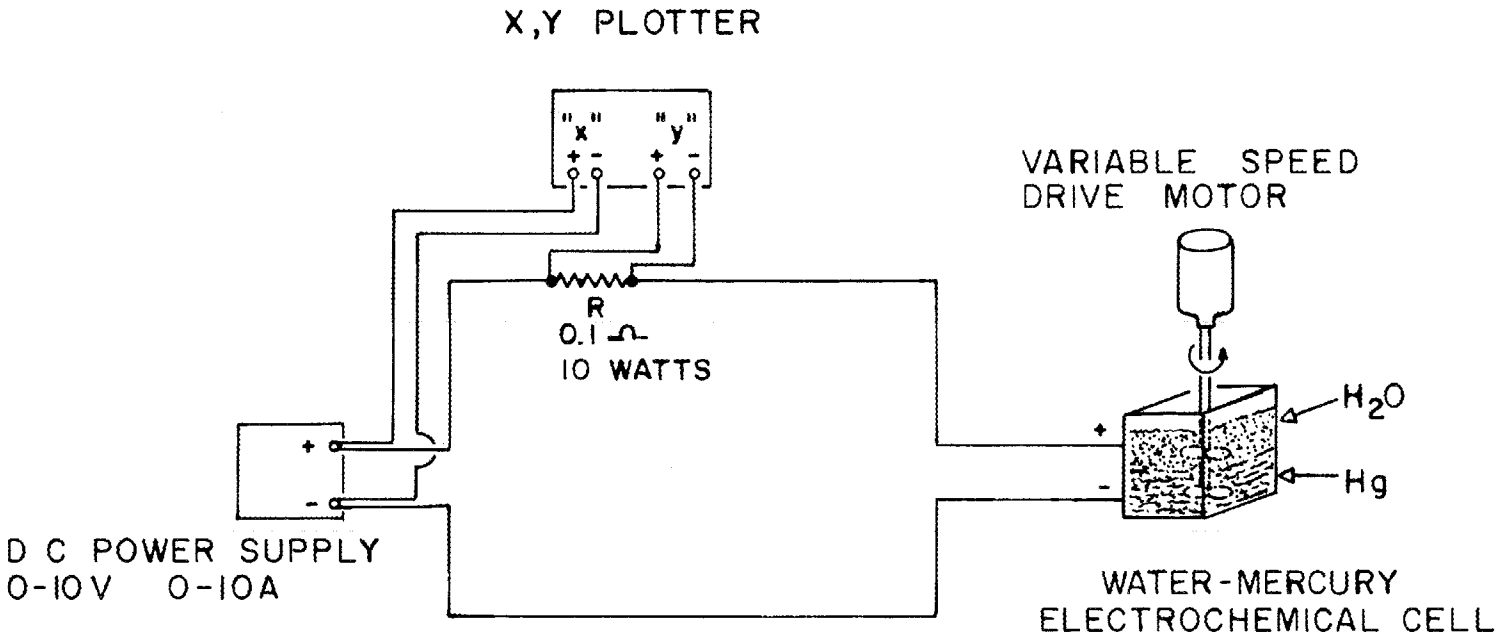 X,Y PLOTTER
"x" "y"
+ - + -
VARIABLE SPEED
DRIVE MOTOR
R
0.1 Ω
10 WATTS
H₂O
+
+
Hg
-
-
D C POWER SUPPLY
0-10V 0-10A
WATER-MERCURY
ELECTROCHEMICAL CELL